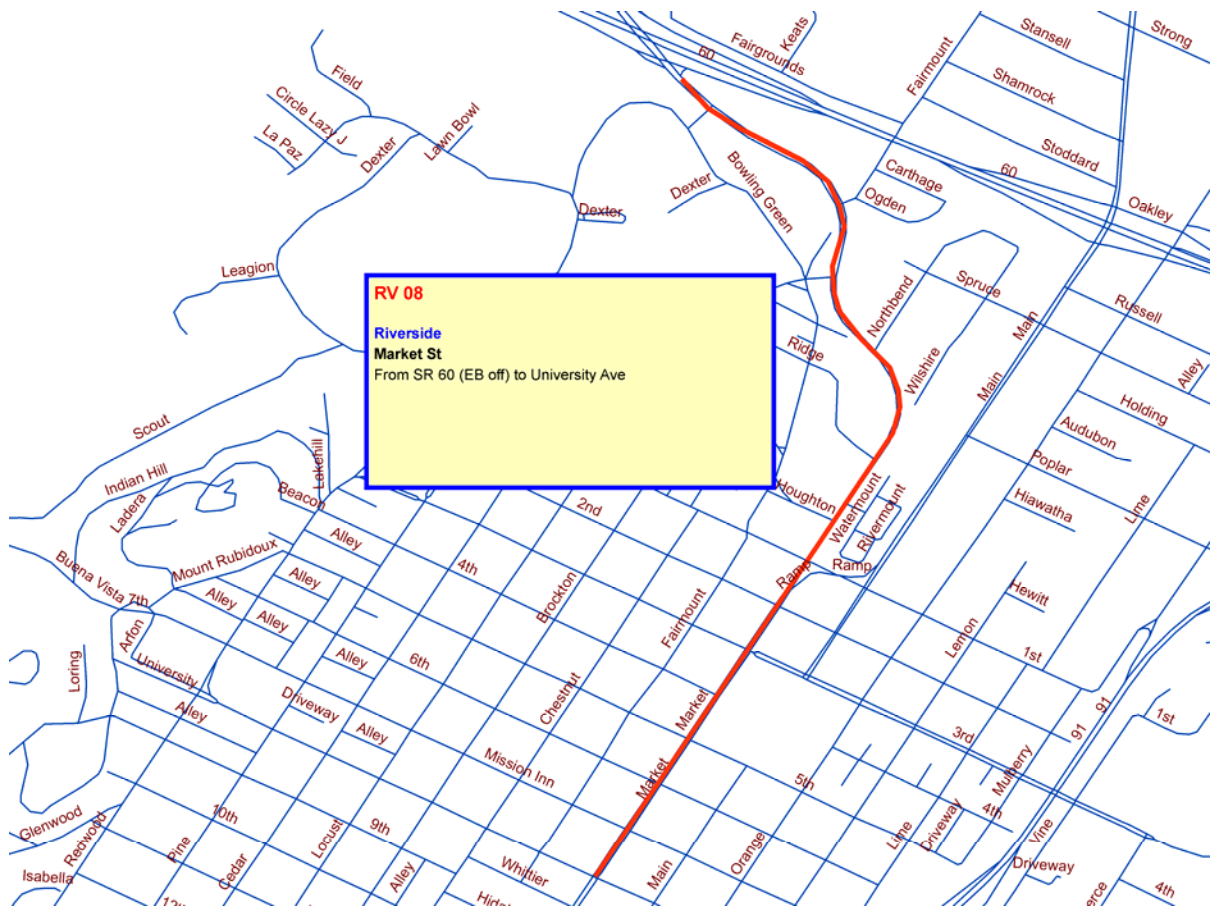 Strong
Stansell
Keats
Fairgrounds
60
Fairmount
Shamrock
Field
Circle Lazy J
La Paz
Dexter
Lawn Bowl
Stoddard
Bowling Green
Dexter
Carthage
60
Ogden
Oakley
Dexter
Leagion
RV 08
Riverside
Market St
From SR 60 (EB off) to University Ave
Northbend
Spruce
Main
Russell
Ridge
Wilshire
Main
Alley
Holding
Scout
Audubon
Poplar
Lakehill
Indian Hill
Ladera
Beacon
2nd
Houghton
Watermount
Rivermount
Hiawatha
Lime
Alley
Mount Rubidoux
Buena Vista 7th
Alley
4th
Brockton
Ramp
Ramp
Hewitt
Alley
Alley
Arlon
Fairmount
Lemon
1st
Loring
University
Alley
6th
Driveway
Chestnut
Market
91
91
1st
Alley
Alley
3rd
Mission Inn
Market
5th
Mulberry
4th
Glenwood
Redwood
10th
Locust
9th
Lime
Driveway
Vine
Pine
Cedar
Alley
Whittier
Main
Orange
Driveway
Isabella
4th